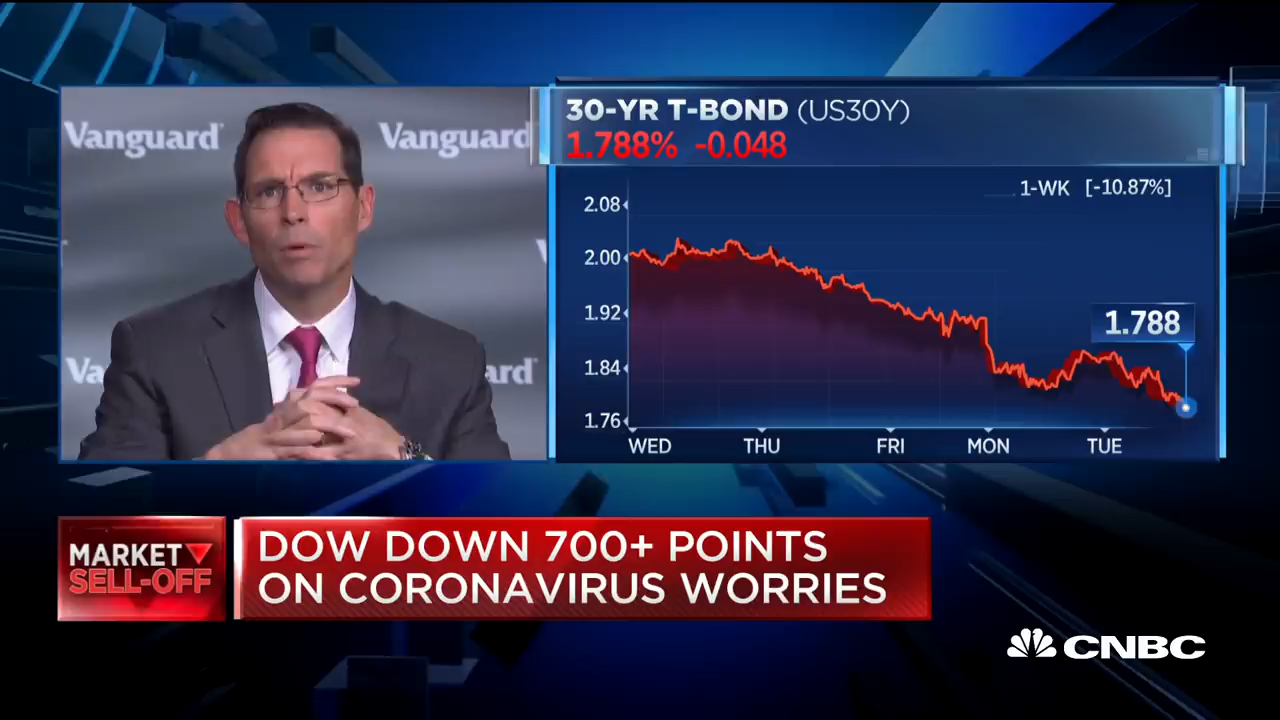 Vanguard
Vanguard
Va
ard
30-YR T-BOND (US30Y)
1.788% -0.048
1-WK [-10.87%]
2.08
2.00
1.92
1.84
1.76
1.788
WED THU FRI MON TUE
MARKET
SELL-OFF
DOW DOWN 700+ POINTS
ON CORONAVIRUS WORRIES
CNBC